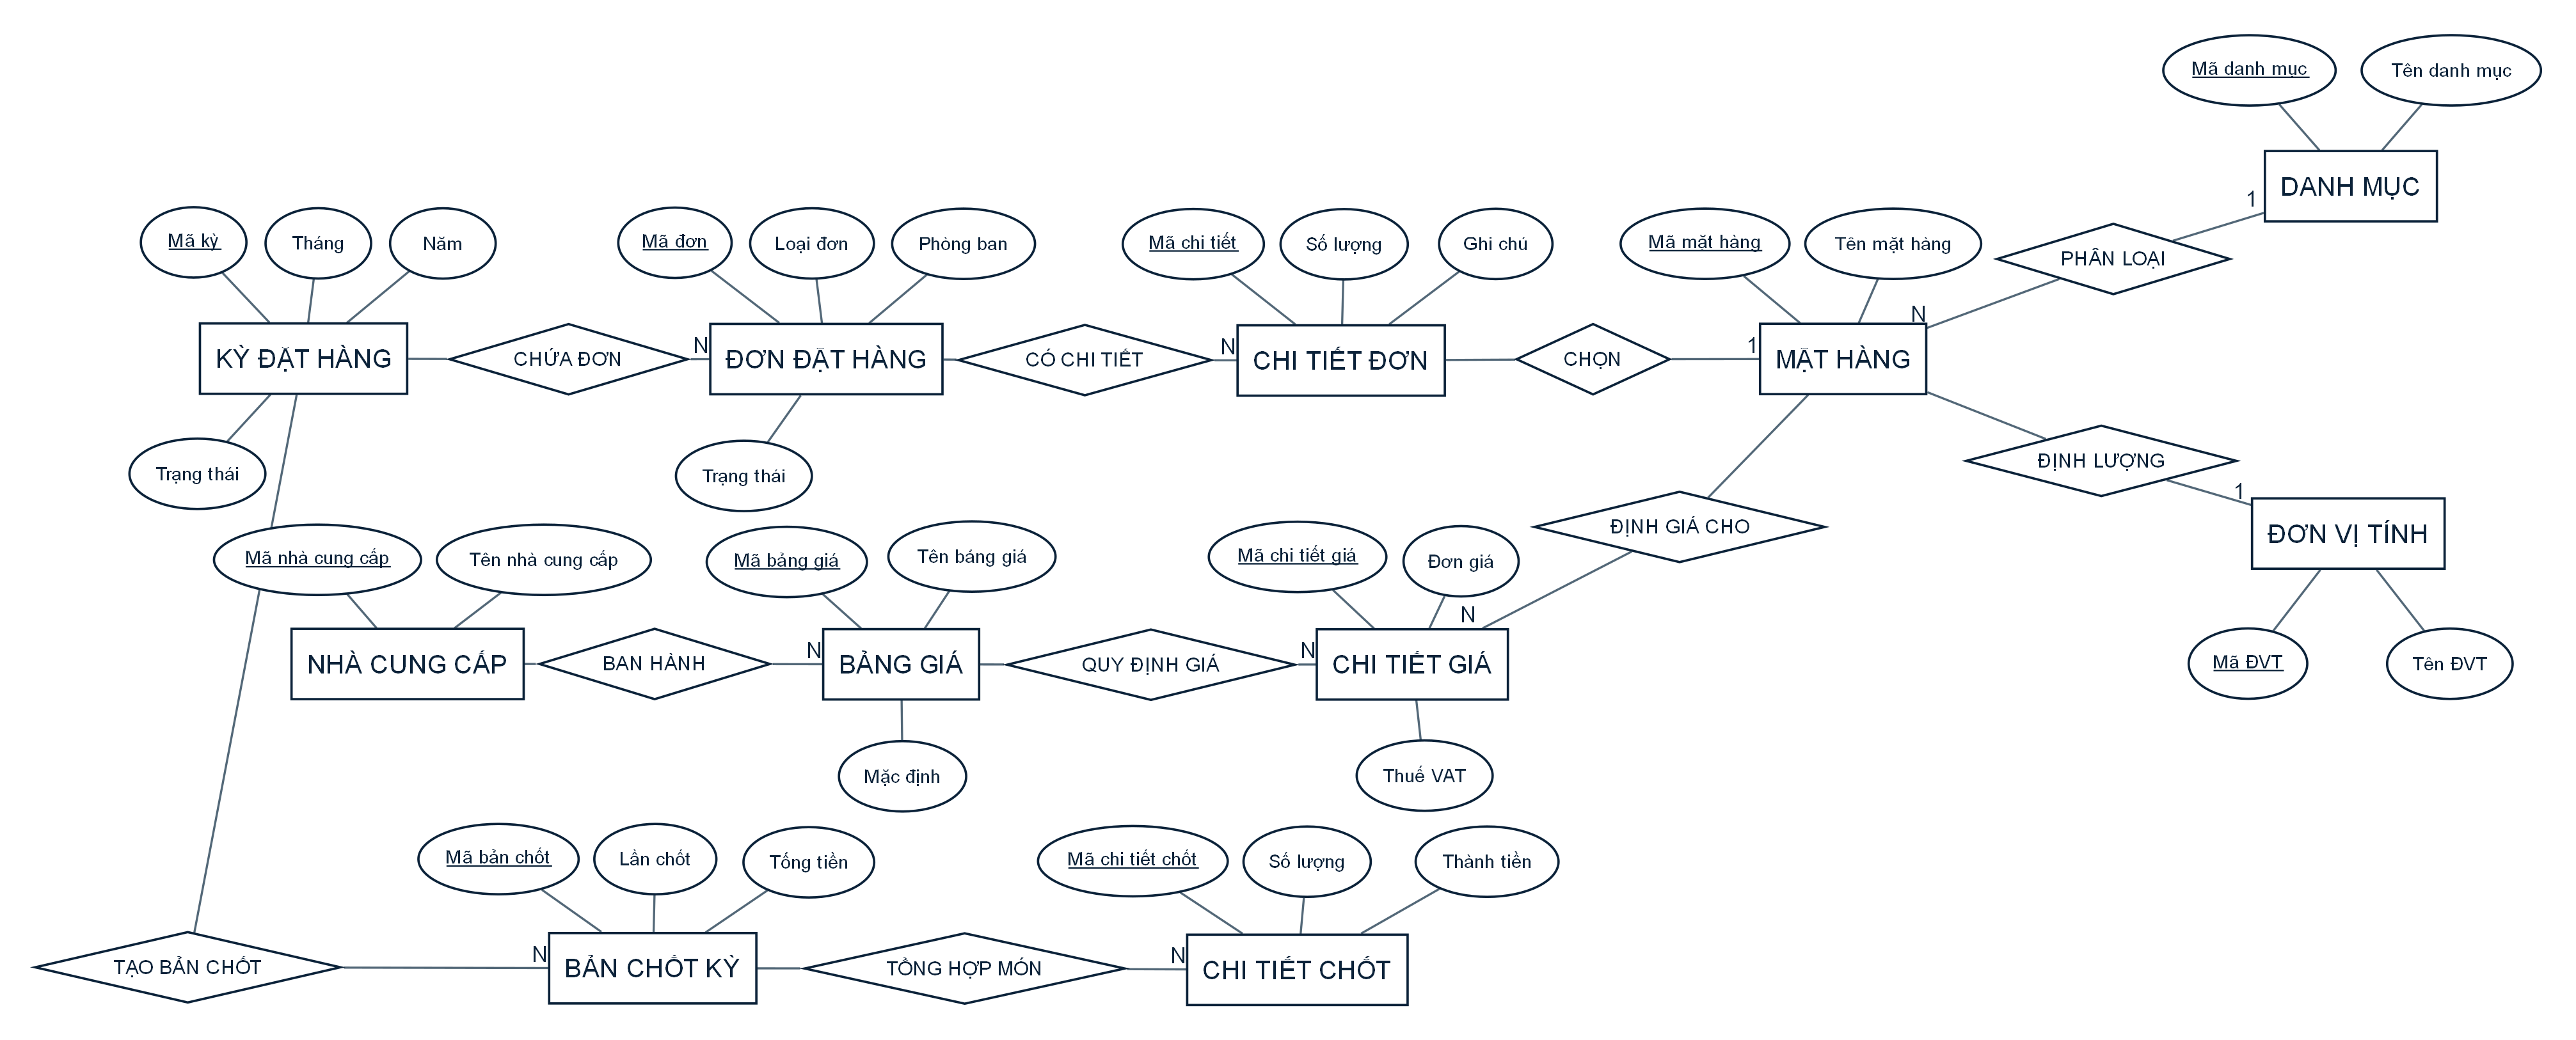 Mã danh mục
Tên danh mục
DANH MỤC
1
Mã kỳ
Tháng
Năm
Mã đơn
Loại đơn
Phòng ban
Mã chi tiết
Số lượng
Ghi chú
Mã mặt hàng
Tên mặt hàng
PHÂN LOẠI
N
KỲ ĐẶT HÀNG
CHỨA ĐƠN
N
ĐƠN ĐẶT HÀNG
CÓ CHI TIẾT
N
CHI TIẾT ĐƠN
CHỌN
1
MẶT HÀNG
Trạng thái
Trạng thái
ĐỊNH LƯỢNG
1
ĐƠN VỊ TÍNH
ĐỊNH GIÁ CHO
Mã nhà cung cấp
Tên nhà cung cấp
Mã bảng giá
Tên bảng giá
Mã chi tiết giá
Đơn giá
N
NHÀ CUNG CẤP
BAN HÀNH
N
BẢNG GIÁ
QUY ĐỊNH GIÁ
N
CHI TIẾT GIÁ
Mã ĐVT
Tên ĐVT
Mặc định
Thuế VAT
Mã bản chốt
Lần chốt
Tổng tiền
Mã chi tiết chốt
Số lượng
Thành tiền
TẠO BẢN CHỐT
N
BẢN CHỐT KỲ
TỔNG HỢP MÓN
N
CHI TIẾT CHỐT